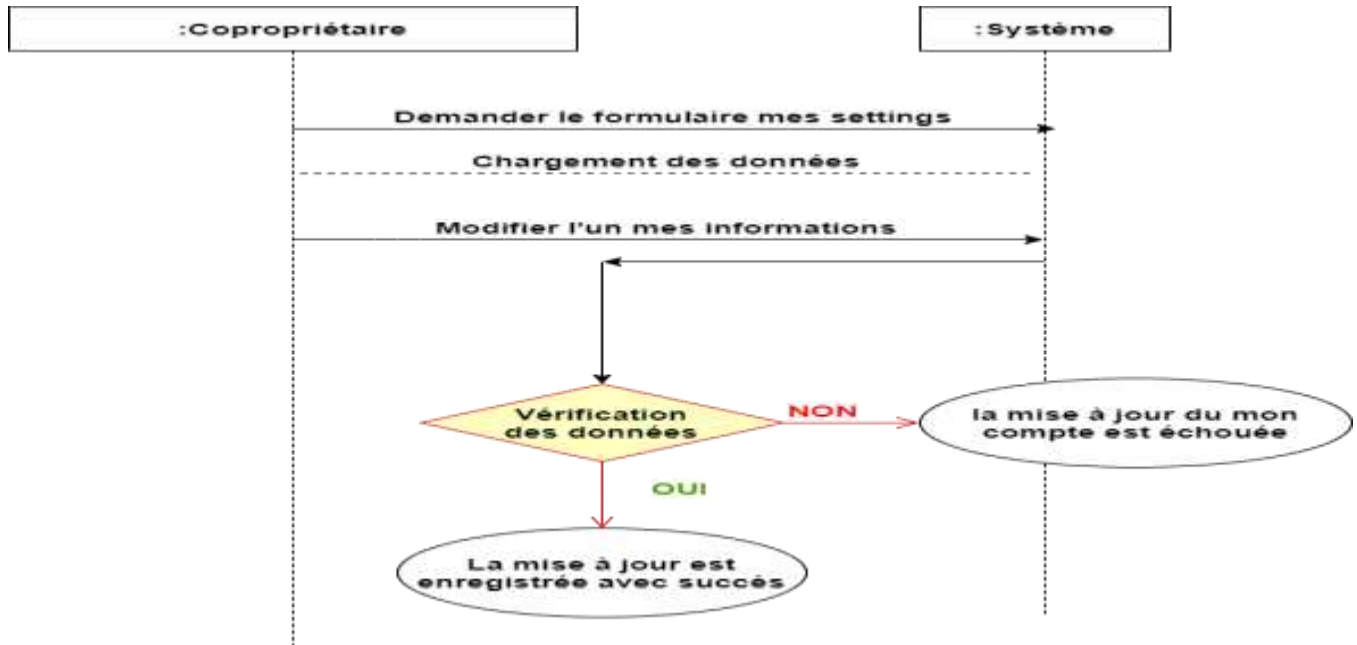 :Copropriétaire
:Système
Demander le formulaire mes settings
Chargement des données
Modifier l'un mes informations
Vérification
des données
NON
la mise à jour du mon
compte est échouée
OUI
La mise à jour est
enregistrée avec succès